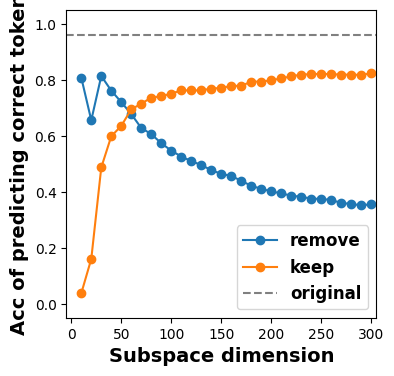 Acc of predicting correct token
1.0
0.8
0.6
0.4
0.2
0.0
remove
keep
original
0 50 100 150 200 250 300
Subspace dimension